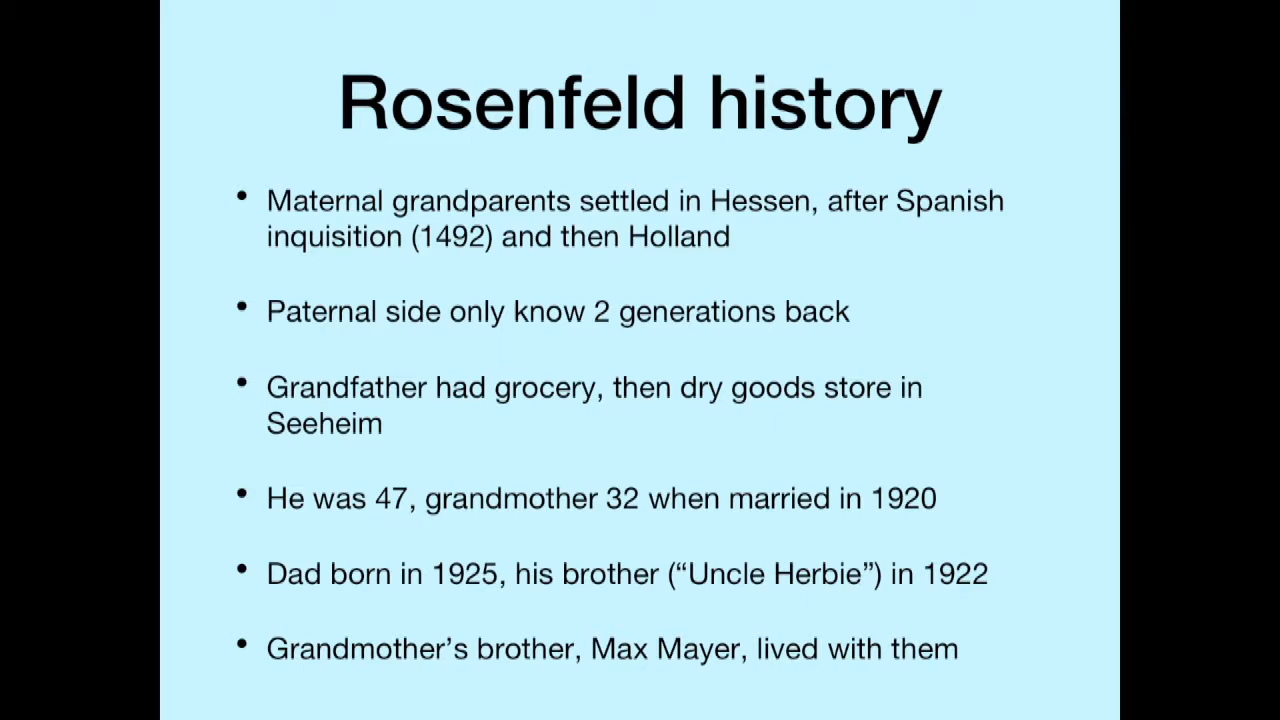 Rosenfeld history
• Maternal grandparents settled in Hessen, after Spanish
inquisition (1492) and then Holland
• Paternal side only know 2 generations back
• Grandfather had grocery, then dry goods store in
Seeheim
• He was 47, grandmother 32 when married in 1920
• Dad born in 1925, his brother (“Uncle Herbie”) in 1922
• Grandmother’s brother, Max Mayer, lived with them